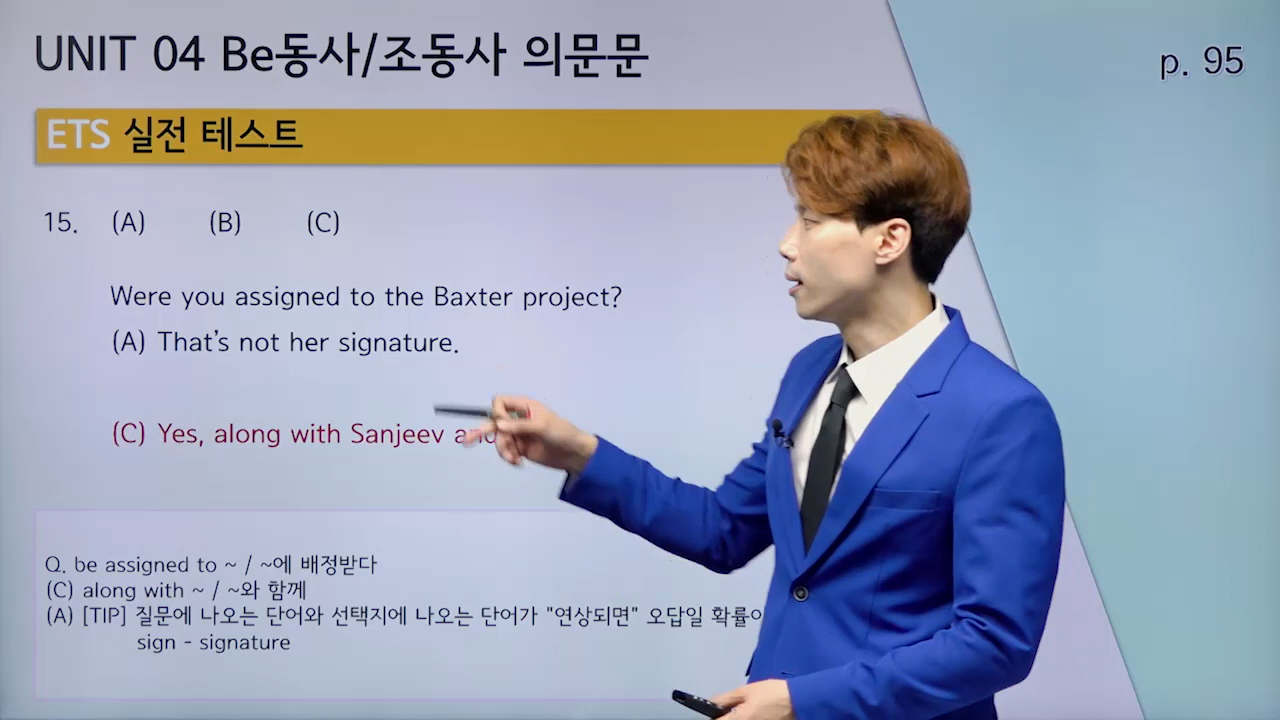 UNIT 04 Be동사/조동사 의문문
p. 95
ETS 실전 테스트
15. (A) (B) (C)
Were you assigned to the Baxter project?
(A) That's not her signature.
(C) Yes, along with Sanjeev and
Q. be assigned to ~ / ~에 배정받다
(C) along with ~ / ~와 함께
(A) [TIP] 질문에 나오는 단어와 선택지에 나오는 단어가 "연상되면" 오답일
sign - signature